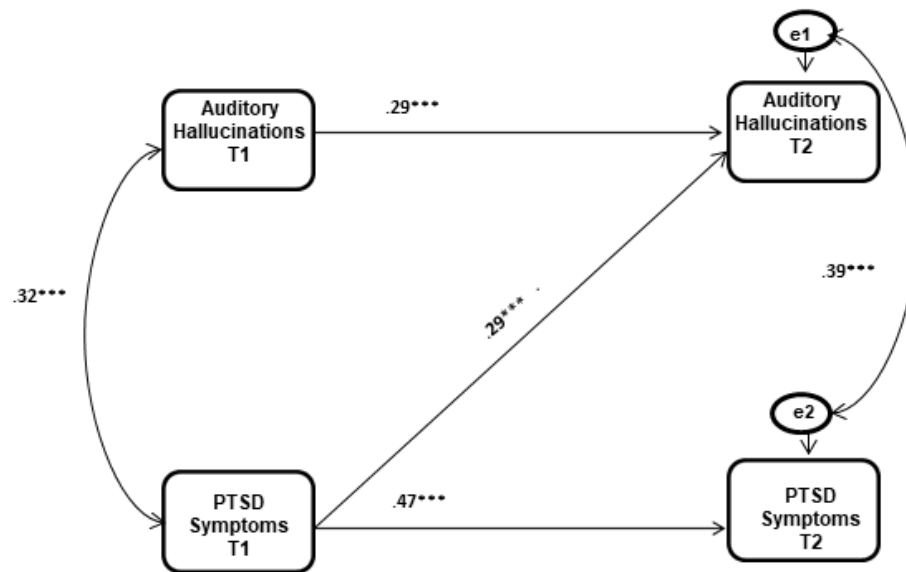 e1
Auditory
Hallucinations
T1
.29***
Auditory
Hallucinations
T2
.32***
.29***
.39***
e2
PTSD
Symptoms
T1
.47***
PTSD
Symptoms
T2